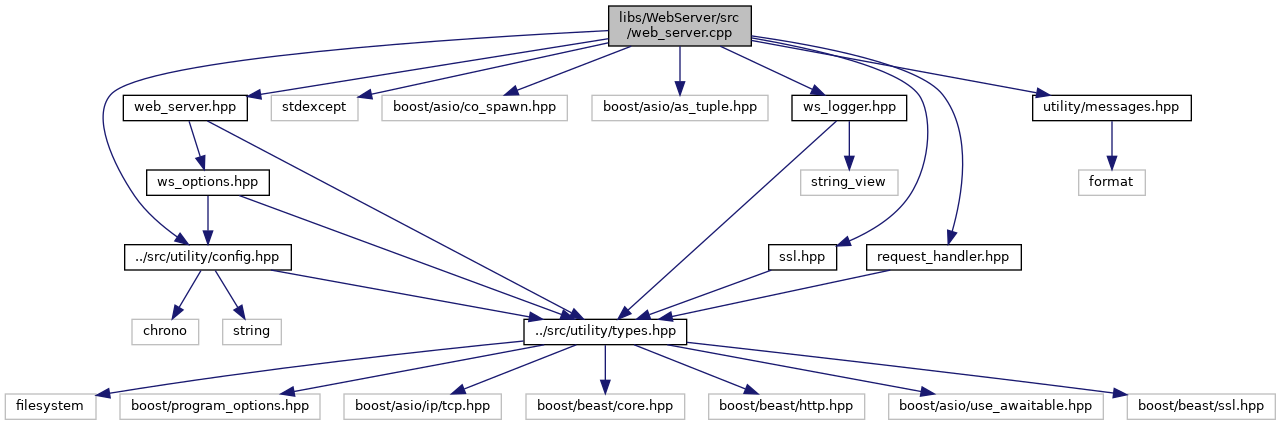 libs/WebServer/src
/web_server.cpp
web_server.hpp
stdexcept
boost/asio/co_spawn.hpp
boost/asio/as_tuple.hpp
ws_logger.hpp
utility/messages.hpp
ws_options.hpp
string_view
format
../src/utility/config.hpp
ssl.hpp
request_handler.hpp
chrono
string
../src/utility/types.hpp
filesystem
boost/program_options.hpp
boost/asio/ip/tcp.hpp
boost/beast/core.hpp
boost/beast/http.hpp
boost/asio/use_awaitable.hpp
boost/beast/ssl.hpp